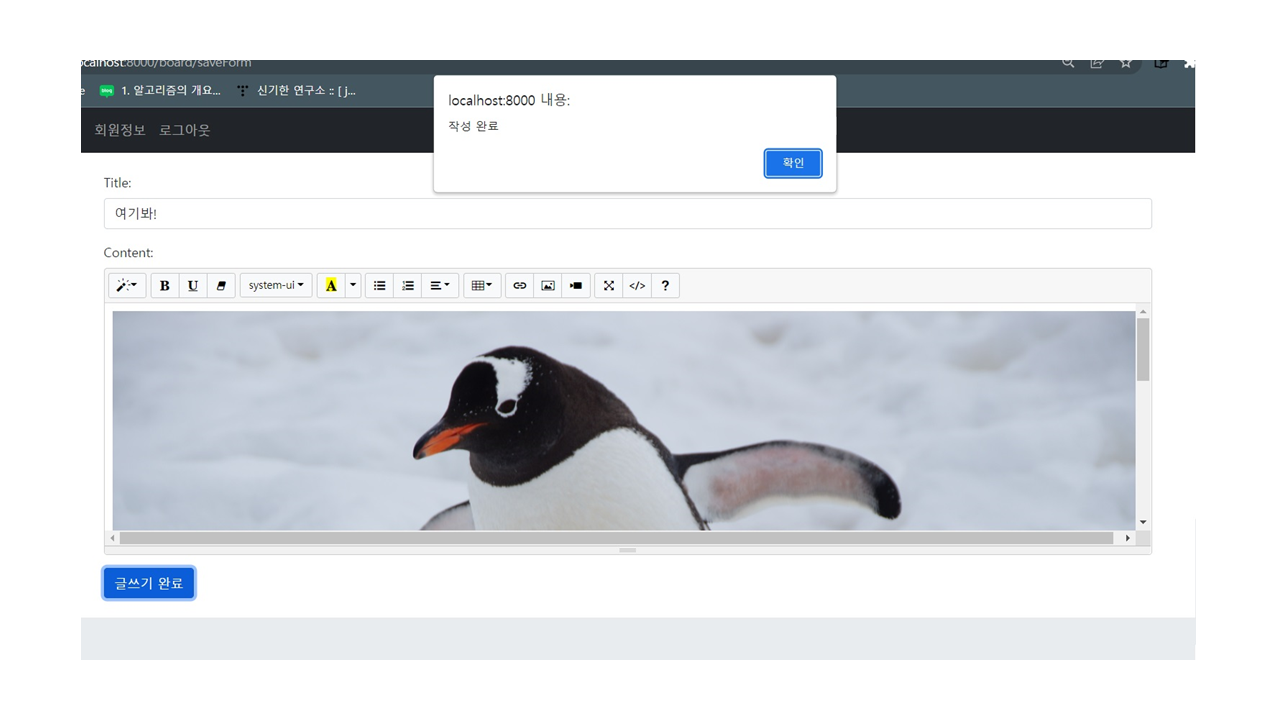 localhost:8000/board/saveForm
1. 알고리즘의 개요...
신기한 연구소 :: [ j...
localhost:8000 내용:
작성 완료
확인
회원정보 로그아웃
Title:
여기봐!
Content:
B U system-ui A </> ?
글쓰기 완료